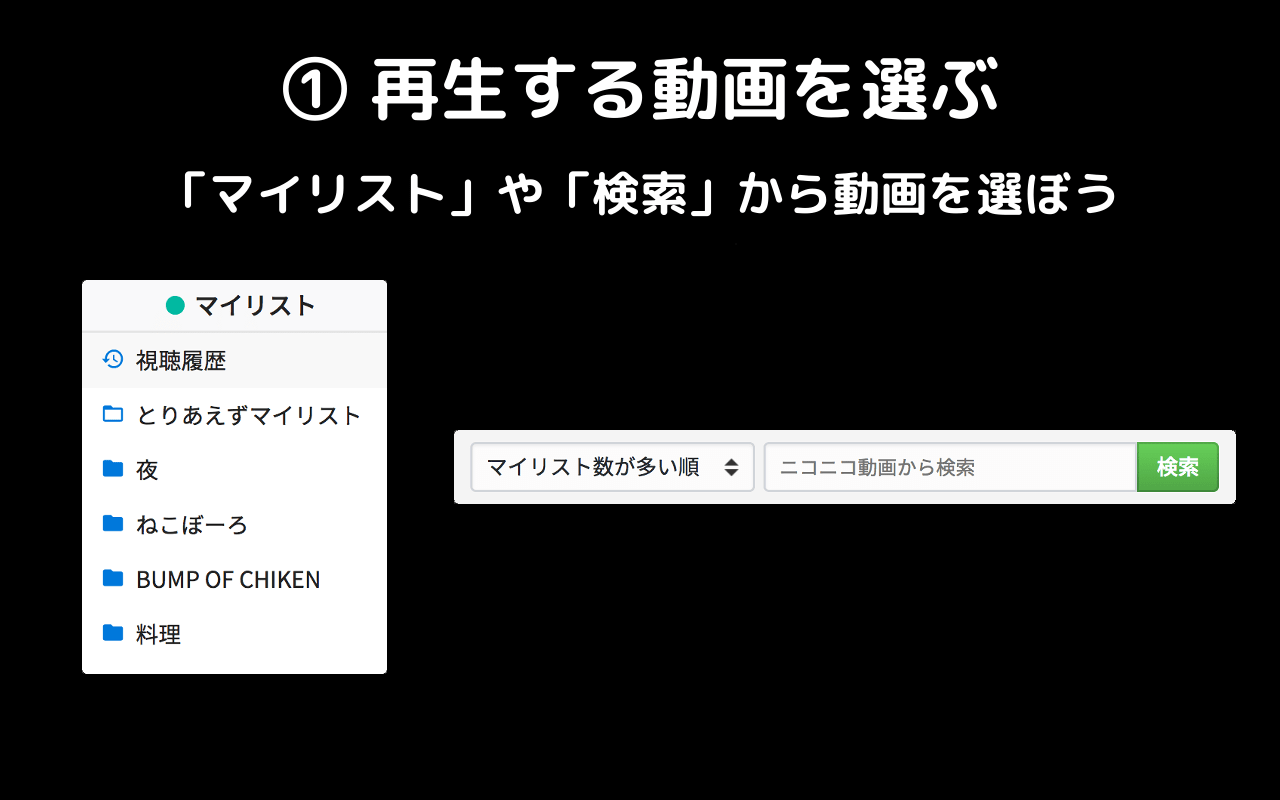 ① 再生する動画を選ぶ
「マイリスト」や「検索」から動画を選ぼう
マイリスト
視聴履歴
とりあえずマイリスト
夜
ねこぼーろ
BUMP OF CHIKEN
料理
マイリスト数が多い順
ニコニコ動画から検索
検索